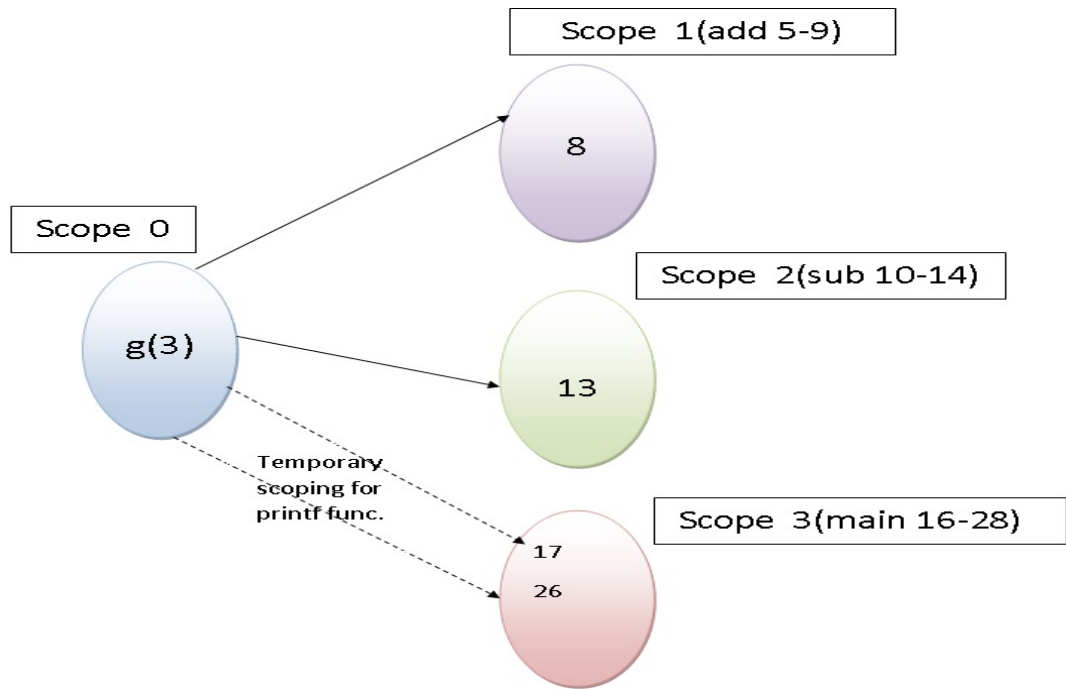 Scope 1(add 5-9)
8
Scope 0
g(3)
Scope 2(sub 10-14)
13
Temporary
scoping for
printf func.
Scope 3(main 16-28)
17
26